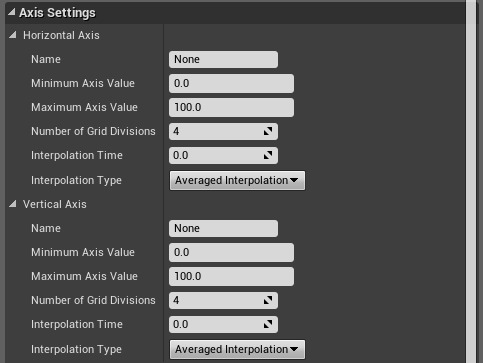 Axis Settings
Horizontal Axis
Name None
Minimum Axis Value 0.0
Maximum Axis Value 100.0
Number of Grid Divisions 4
Interpolation Time 0.0
Interpolation Type Averaged Interpolation
Vertical Axis
Name None
Minimum Axis Value 0.0
Maximum Axis Value 100.0
Number of Grid Divisions 4
Interpolation Time 0.0
Interpolation Type Averaged Interpolation